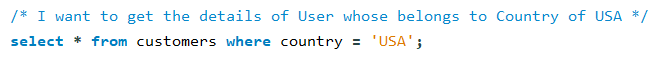 /* I want to get the details of User whose belongs to Country of USA */
select * from customers where country = 'USA';